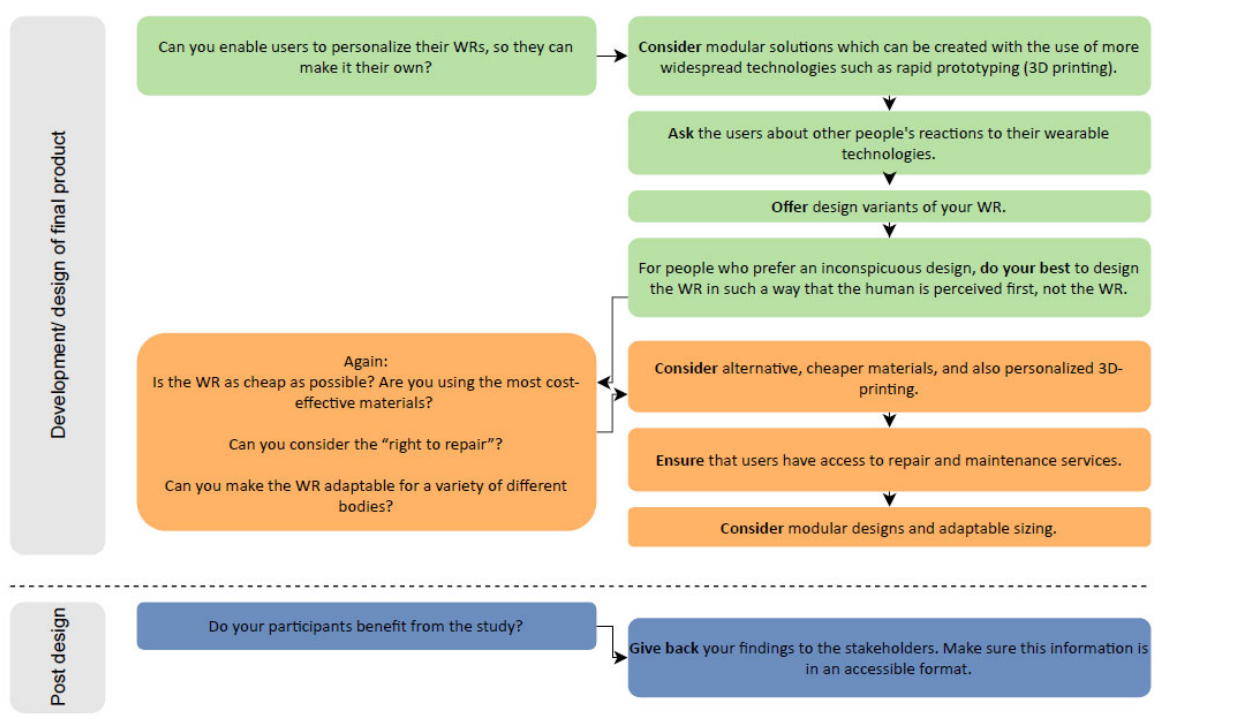 Development/ design of final product
Can you enable users to personalize their WRs, so they can
make it their own?
Consider modular solutions which can be created with the use of more
widespread technologies such as rapid prototyping (3D printing).
Ask the users about other people's reactions to their wearable
technologies.
Offer design variants of your WR.
For people who prefer an inconspicuous design, do your best to design
the WR in such a way that the human is perceived first, not the WR.
Again:
Is the WR as cheap as possible? Are you using the most cost-
effective materials?
Can you consider the “right to repair”?
Can you make the WR adaptable for a variety of different
bodies?
Consider alternative, cheaper materials, and also personalized 3D-
printing.
Ensure that users have access to repair and maintenance services.
Consider modular designs and adaptable sizing.
Post design
Do your participants benefit from the study?
Give back your findings to the stakeholders. Make sure this information is
in an accessible format.